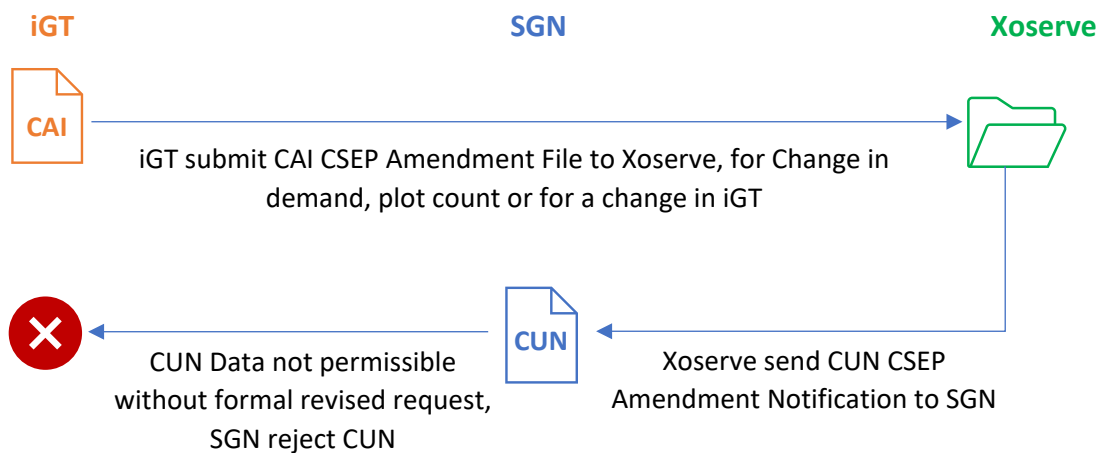 iGT
SGN
Xoserve
CAI
iGT submit CAI CSEP Amendment File to Xoserve, for Change in
demand, plot count or for a change in iGT
CUN
CUN Data not permissible
without formal revised request,
SGN reject CUN
Xoserve send CUN CSEP
Amendment Notification to SGN